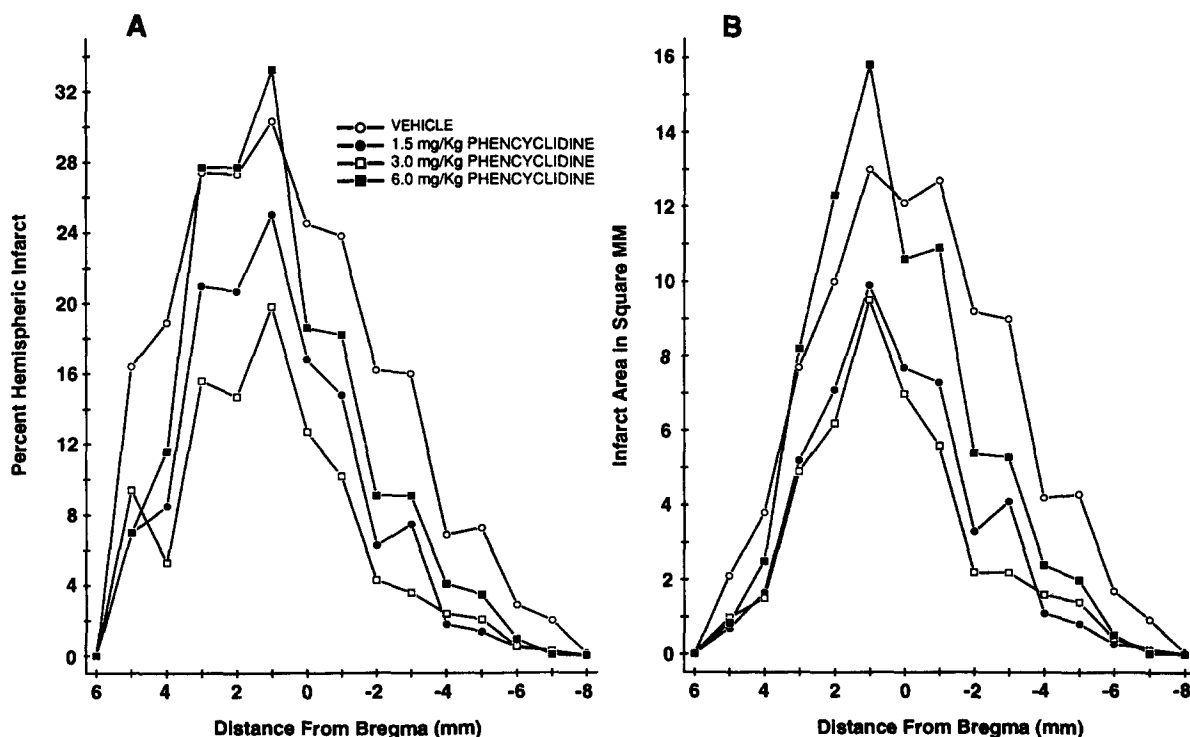 A
Percent Hemispheric Infarct
32
28
24
20
16
12
8
4
0
6 4 2 0 -2 -4 -6 -8
Distance From Bregma (mm)
VEHICLE
1.5 mg/Kg PHENCYCLIDINE
3.0 mg/Kg PHENCYCLIDINE
6.0 mg/Kg PHENCYCLIDINE
B
Infarct Area in Square MM
16
14
12
10
8
6
4
2
0
6 4 2 0 -2 -4 -6 -8
Distance From Bregma (mm)